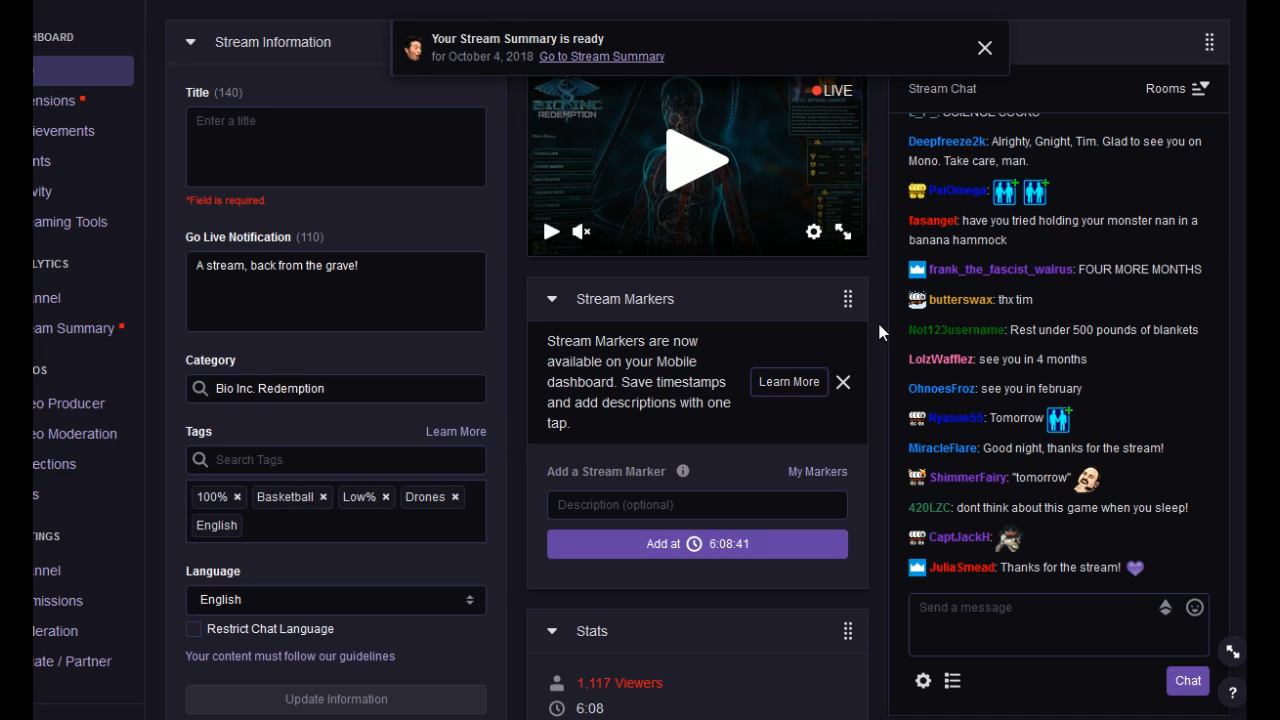 HBOARD
ensions
ievements
nts
vity
eaming Tools
LYTICS
nnel
eam Summary
OS
eo Producer
eo Moderation
ections
s
TINGS
nnel
missions
leration
iate / Partner
Stream Information
Title (140)
Enter a title
*Field is required.
Go Live Notification (110)
A stream, back from the grave!
Category
Bio Inc. Redemption
Tags
Learn More
Search Tags
100% × Basketball × Low% × Drones ×
English
Language
English
Restrict Chat Language
Your content must follow our guidelines
Update Information
Your Stream Summary is ready
for October 4, 2018 Go to Stream Summary
BIO INC
REDEMPTION
LIVE
Stream Markers
Stream Markers are now
available on your Mobile
dashboard. Save timestamps
and add descriptions with one
tap.
Learn More
Add a Stream Marker
My Markers
Description (optional)
Add at 6:08:41
Stats
1,117 Viewers
6:08
Stream Chat
Rooms
Deepfreeze2k: Alrighty, Gnight, Tim. Glad to see you on
Mono. Take care, man.
PsiOmega:
fasangel: have you tried holding your monster nan in a
banana hammock
frank_the_fascist_walrus: FOUR MORE MONTHS
butterswax: thx tim
Not123username: Rest under 500 pounds of blankets
LolzWafflez: see you in 4 months
OhnoesFroz: see you in february
Ryason55: Tomorrow
MiracleFlare: Good night, thanks for the stream!
ShimmerFairy: "tomorrow"
420LZC: dont think about this game when you sleep!
CaptJackH:
JuliaSmead: Thanks for the stream!
Send a message
Chat
?